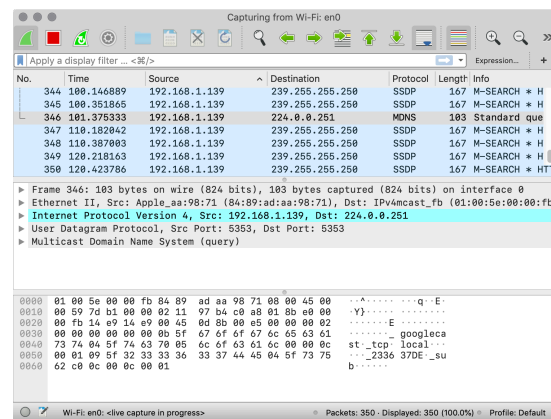 Capturing from Wi-Fi: en0
Apply a display filter ... <⌘/>
Expression... +
No. Time Source Destination Protocol Length Info
344 100.146889 192.168.1.139 239.255.255.250 SSDP 167 M-SEARCH * H
345 100.351865 192.168.1.139 239.255.255.250 SSDP 167 M-SEARCH * H
346 101.375333 192.168.1.139 224.0.0.251 MDNS 103 Standard que
347 110.182042 192.168.1.139 239.255.255.250 SSDP 167 M-SEARCH * H
348 110.387003 192.168.1.139 239.255.255.250 SSDP 167 M-SEARCH * H
349 120.218163 192.168.1.139 239.255.255.250 SSDP 167 M-SEARCH * H
350 120.423786 192.168.1.139 239.255.255.250 SSDP 167 M-SEARCH * HT
Frame 346: 103 bytes on wire (824 bits), 103 bytes captured (824 bits) on interface 0
Ethernet II, Src: Apple_aa:98:71 (84:89:ad:aa:98:71), Dst: IPv4mcast_fb (01:00:5e:00:00:fb
Internet Protocol Version 4, Src: 192.168.1.139, Dst: 224.0.0.251
User Datagram Protocol, Src Port: 5353, Dst Port: 5353
Multicast Domain Name System (query)
0000 01 00 5e 00 00 fb 84 89 ad aa 98 71 08 00 45 00 ··^····· ···q··E·
0010 00 59 7d b1 00 00 02 11 97 b4 c0 a8 01 8b e0 00 ·Y}····· ········
0020 00 fb 14 e9 14 e9 00 45 0d 8b 00 e5 00 00 00 02 ·······E ········
0030 00 00 00 00 00 00 0b 5f 67 6f 6f 67 6c 65 63 61 ·······_ googleca
0040 73 74 04 5f 74 63 70 05 6c 6f 63 61 6c 00 00 0c st·_tcp· local···
0050 00 01 09 5f 32 33 33 36 33 37 44 45 04 5f 73 75 ···_2336 37DE·_su
0060 62 c0 0c 00 0c 00 01 b······
Wi-Fi: en0: <live capture in progress>
Packets: 350 · Displayed: 350 (100.0%)
Profile: Default